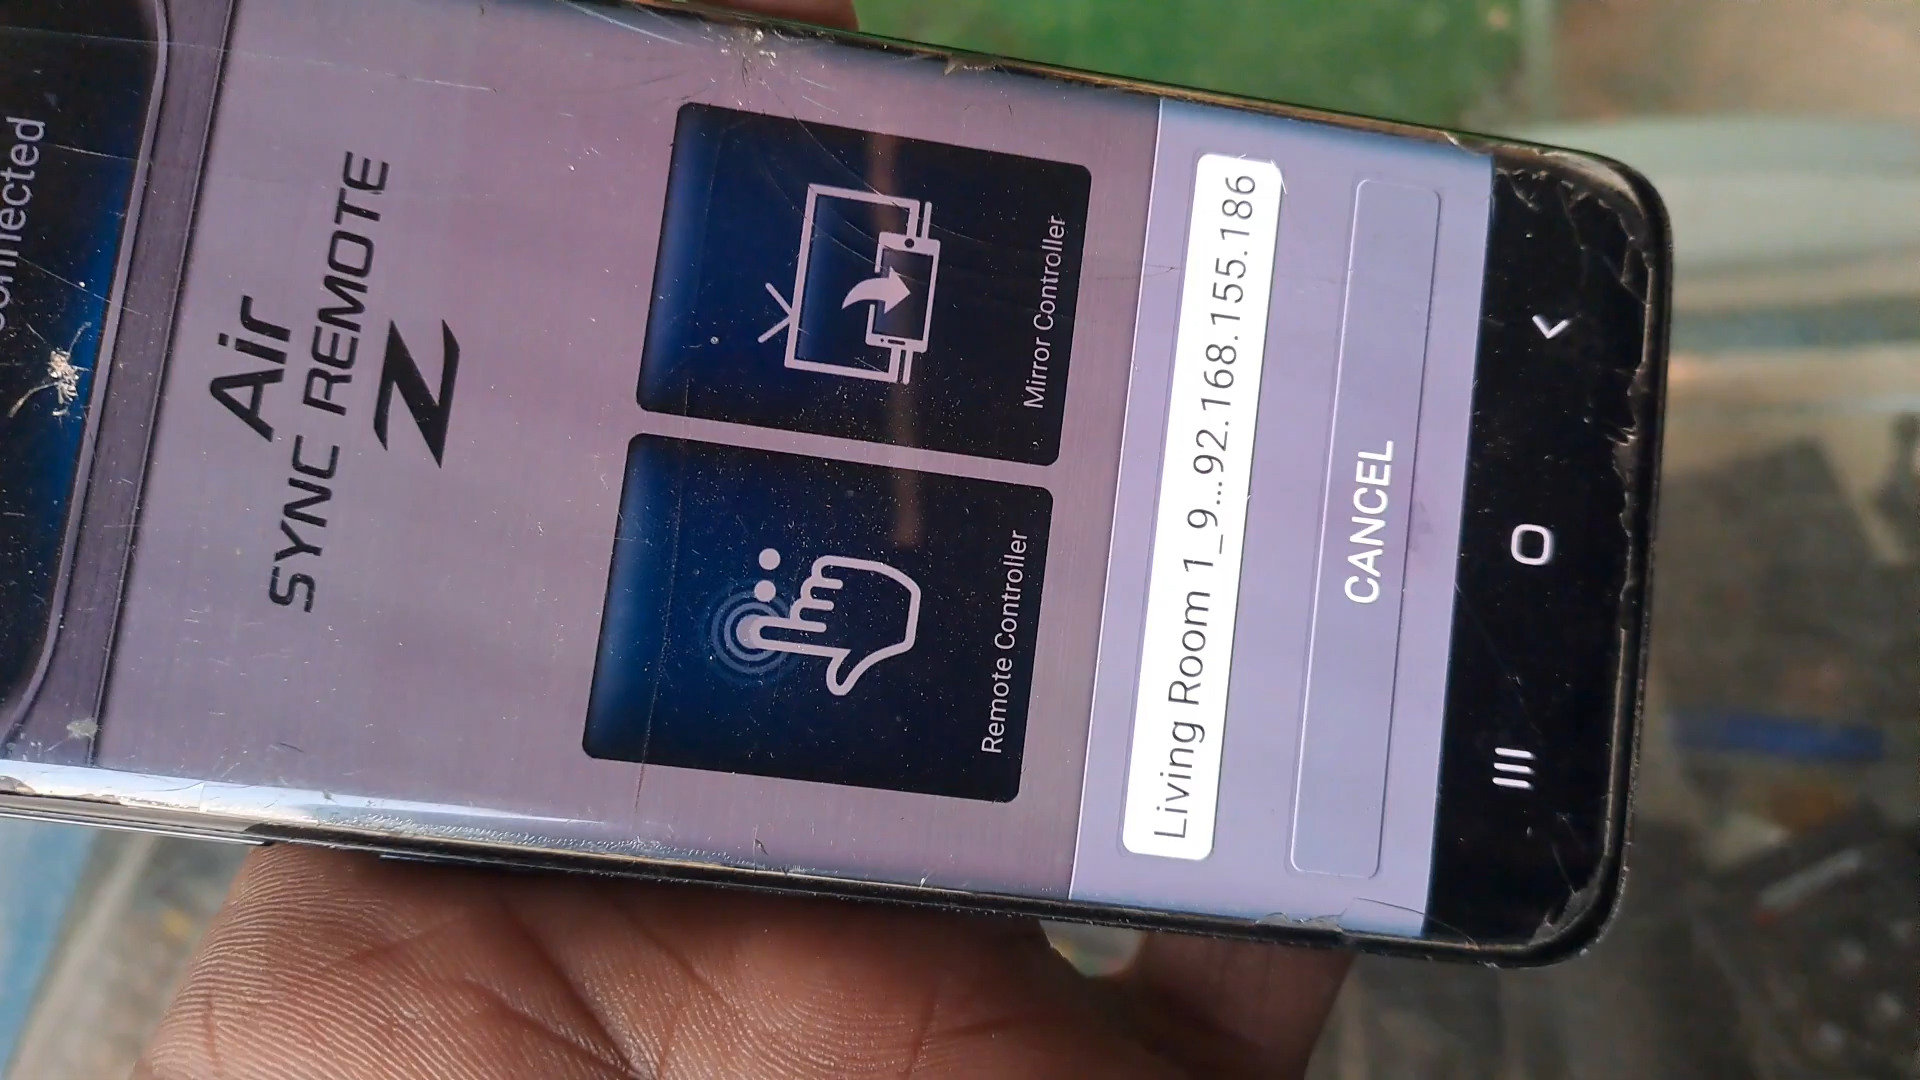 Air
SYNC REMOTE
Z
Remote Controller
Mirror Controller
Living Room 1_9...92.168.155.186
CANCEL